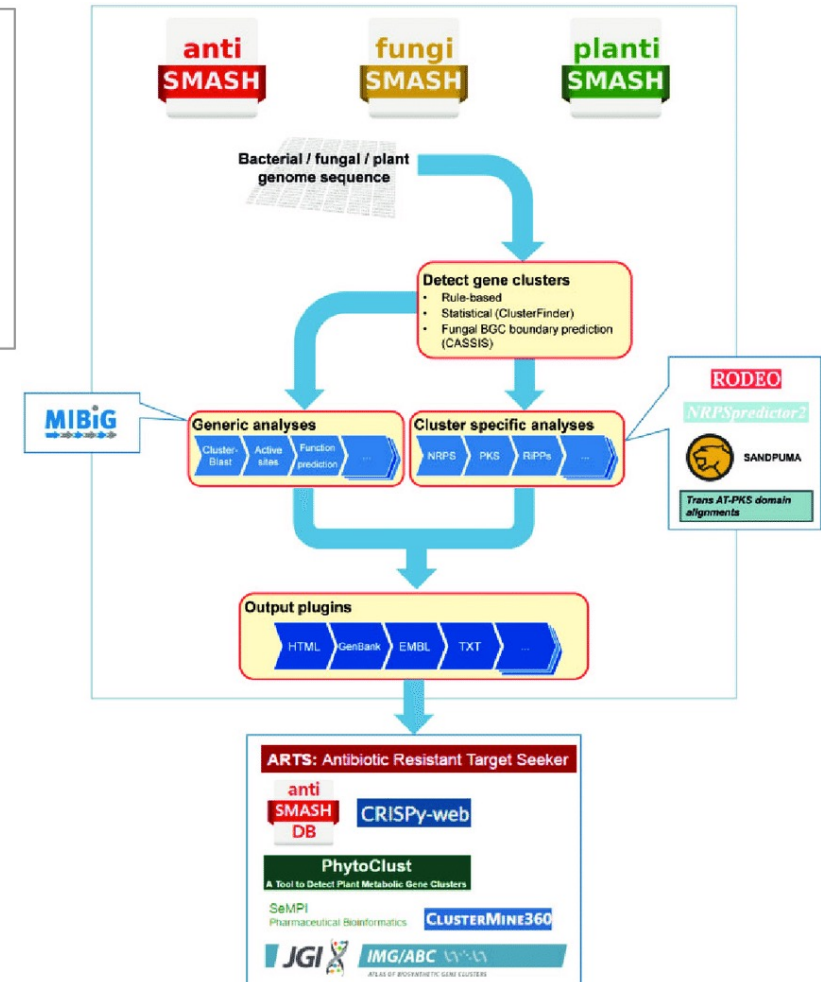 anti
SMASH
fungi
SMASH
planti
SMASH
Bacterial / fungal / plant
genome sequence
Detect gene clusters
• Rule-based
• Statistical (ClusterFinder)
• Fungal BGC boundary prediction
(CASSIS)
MIBiG
Generic analyses
Cluster-
Blast
Active
sites
Function
prediction
...
Cluster specific analyses
NRPS
PKS
RiPPs
...
RODEO
NRPSpredictor2
SANDPUMA
Trans AT-PKS domain
alignments
Output plugins
HTML
GenBank
EMBL
TXT
...
ARTS: Antibiotic Resistant Target Seeker
anti
SMASH
DB
CRISPy-web
PhytoClust
A Tool to Detect Plant Metabolic Gene Clusters
SeMPI
Pharmaceutical Bioinformatics
CLUSTERMINE360
JGI
IMG/ABC
ATLAS OF BIOSYNTHETIC GENE CLUSTERS